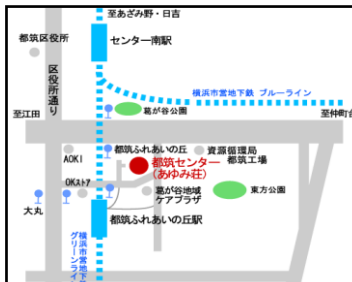 至あざみ野・日吉
都筑区役所
センター南駅
区役所通り
横浜市営地下鉄 ブルーライン
葛が谷公園
至江田
至仲町台
都筑ふれあいの丘
資源循環局
都筑工場
AOKI
都筑センター
(あゆみ荘)
OKストア
葛が谷地域
ケアプラザ
東方公園
大丸
都筑ふれあいの丘駅
横浜市営地下鉄
グリーンライン